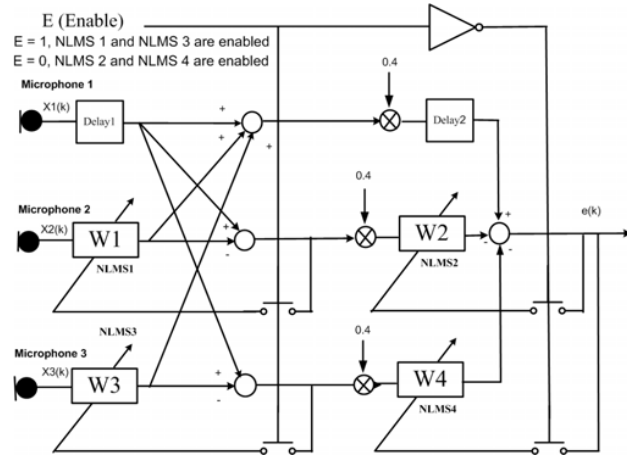 E (Enable)
E = 1, NLMS 1 and NLMS 3 are enabled
E = 0, NLMS 2 and NLMS 4 are enabled
Microphone 1
X1(k)
Delay1
+
+
+
0.4
Delay2
Microphone 2
X2(k)
W1
NLMS1
+
-
0.4
W2
NLMS2
+
-
-
e(k)
NLMS3
Microphone 3
X3(k)
W3
+
-
0.4
W4
NLMS4